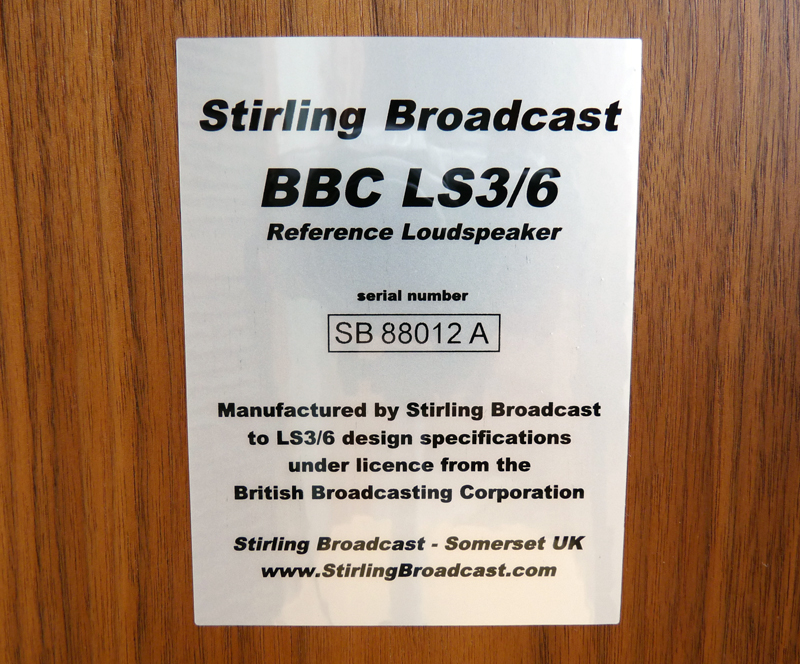 Stirling Broadcast
BBC LS3/6
Reference Loudspeaker
serial number
SB 88012 A
Manufactured by Stirling Broadcast
to LS3/6 design specifications
under licence from the
British Broadcasting Corporation
Stirling Broadcast - Somerset UK
www.StirlingBroadcast.com